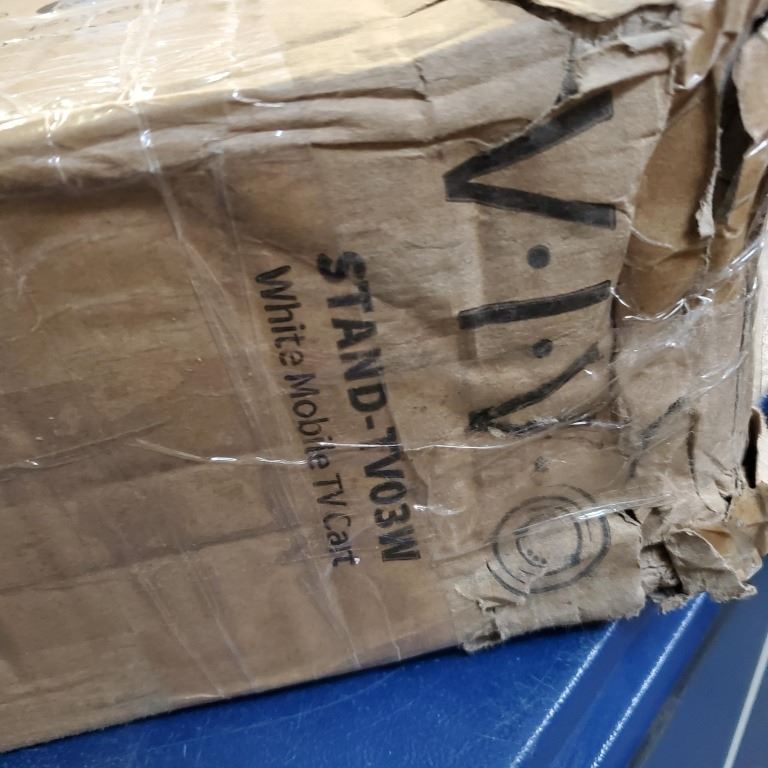 V.I.V.O
STAND-TV03W
White Mobile TV Cart